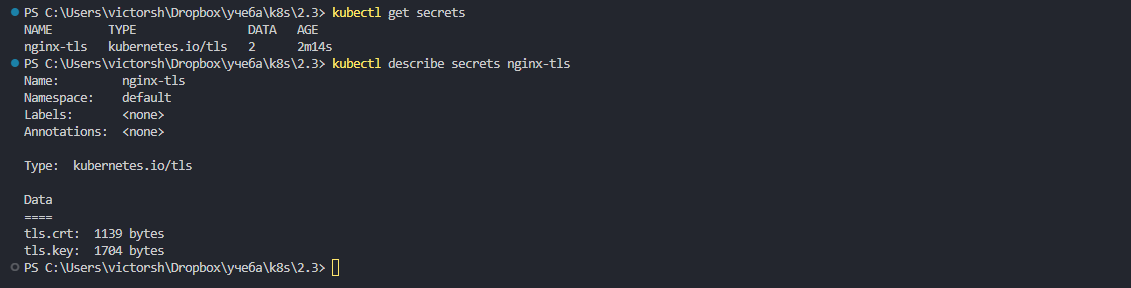 PS C:\Users\victorsh\Dropbox\учеба\k8s\2.3> kubectl get secrets
NAME        TYPE                DATA   AGE
nginx-tls   kubernetes.io/tls   2      2m14s
PS C:\Users\victorsh\Dropbox\учеба\k8s\2.3> kubectl describe secrets nginx-tls
Name:         nginx-tls
Namespace:    default
Labels:       <none>
Annotations:  <none>
Type:  kubernetes.io/tls
Data
====
tls.crt:  1139 bytes
tls.key:  1704 bytes
PS C:\Users\victorsh\Dropbox\учеба\k8s\2.3>